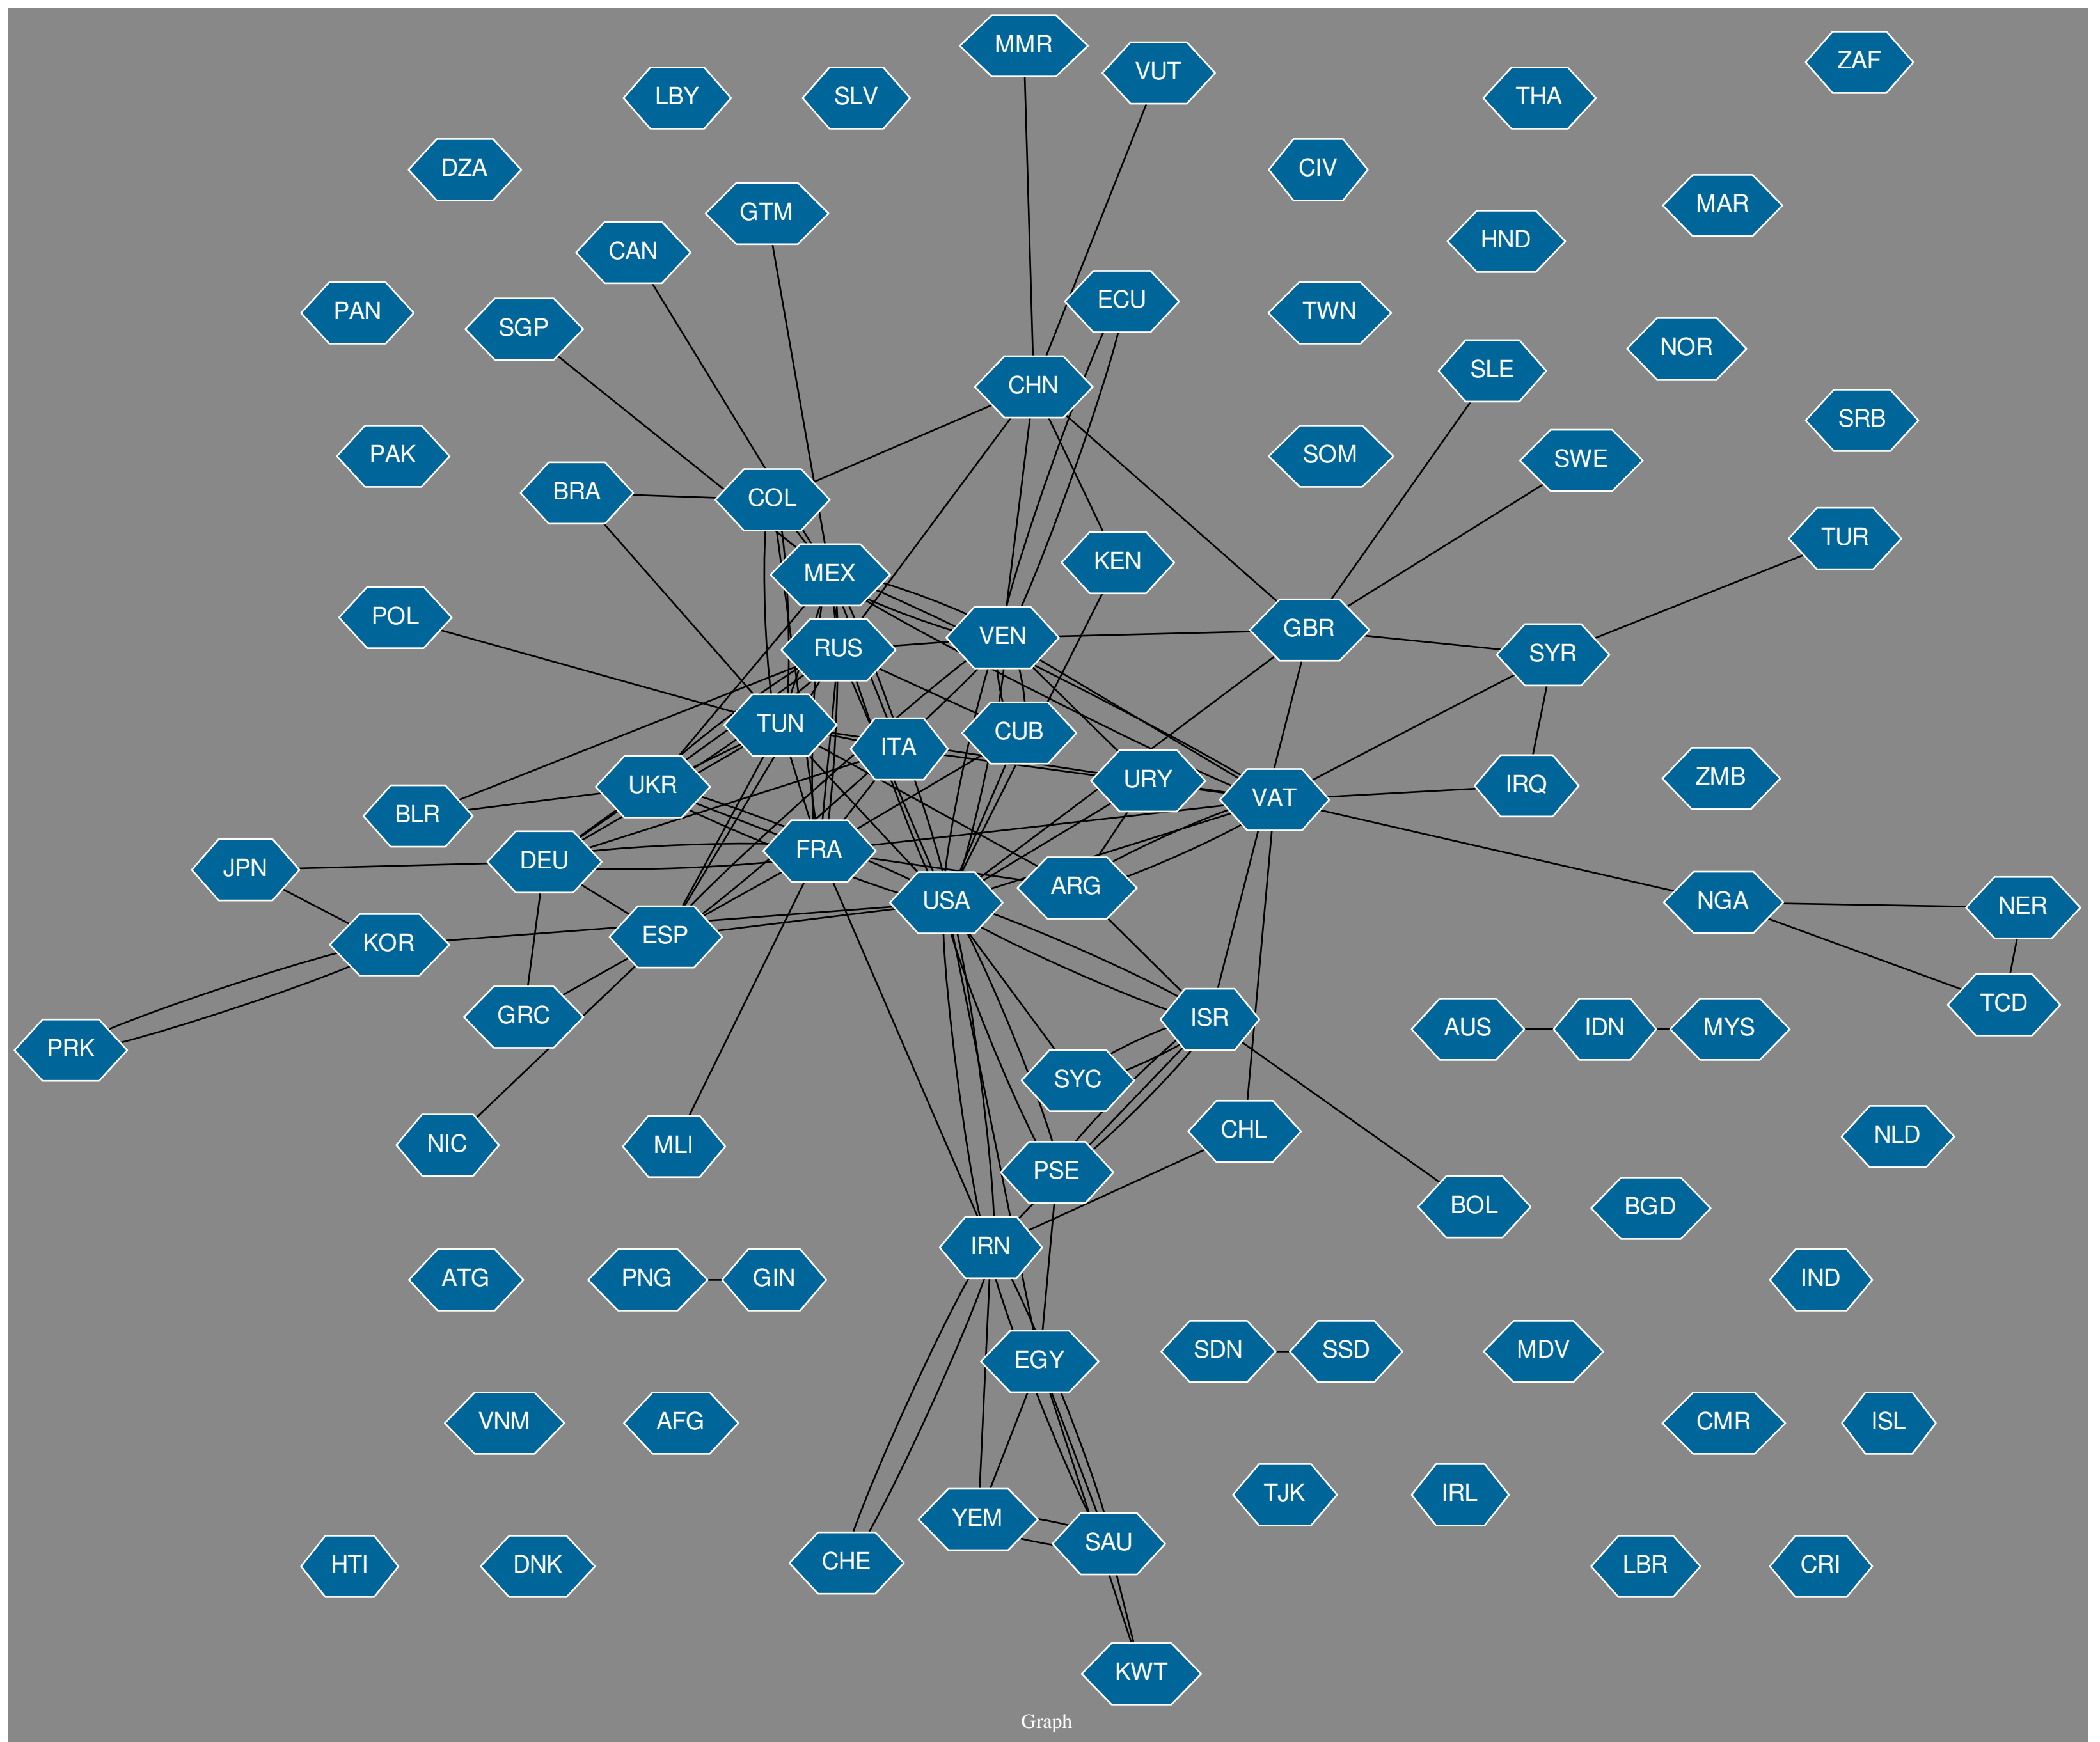 MMR
VUT
ZAF
LBY
SLV
THA
DZA
CIV
MAR
GTM
CAN
HND
ECU
PAN
SGP
TWN
NOR
CHN
SLE
SRB
PAK
SOM
SWE
BRA
COL
TUR
MEX
KEN
POL
RUS
VEN
GBR
SYR
TUN
ITA
CUB
UKR
URY
VAT
IRQ
ZMB
BLR
DEU
FRA
JPN
USA
ARG
NGA
NER
KOR
ESP
GRC
ISR
TCD
AUS
IDN
MYS
PRK
SYC
NIC
MLI
CHL
NLD
PSE
BOL
BGD
IRN
ATG
PNG
GIN
IND
EGY
SDN
SSD
MDV
VNM
AFG
CMR
ISL
YEM
TJK
IRL
SAU
HTI
DNK
CHE
LBR
CRI
KWT
Graph